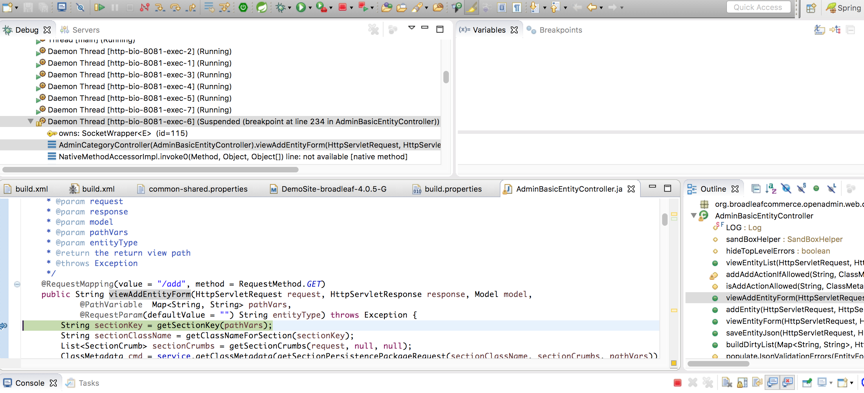 Quick Access
Spring
Debug
Servers
Thread [main] (Running)
Daemon Thread [http-bio-8081-exec-2] (Running)
Daemon Thread [http-bio-8081-exec-1] (Running)
Daemon Thread [http-bio-8081-exec-3] (Running)
Daemon Thread [http-bio-8081-exec-4] (Running)
Daemon Thread [http-bio-8081-exec-5] (Running)
Daemon Thread [http-bio-8081-exec-7] (Running)
Daemon Thread [http-bio-8081-exec-6] (Suspended (breakpoint at line 234 in AdminBasicEntityController))
owns: SocketWrapper<E> (id=115)
AdminCategoryController(AdminBasicEntityController).viewAddEntityForm(HttpServletRequest, HttpServle
NativeMethodAccessorImpl.invoke0(Method, Object, Object[]) line: not available [native method]
(x)= Variables
Breakpoints
build.xml
build.xml
common-shared.properties
DemoSite-broadleaf-4.0.5-G
build.properties
AdminBasicEntityController.ja
* @param request
* @param response
* @param model
* @param pathVars
* @param entityType
* @return the return view path
* @throws Exception
*/
@RequestMapping(value = "/add", method = RequestMethod.GET)
public String viewAddEntityForm(HttpServletRequest request, HttpServletResponse response, Model model,
@PathVariable Map<String, String> pathVars,
@RequestParam(defaultValue = "") String entityType) throws Exception {
String sectionKey = getSectionKey(pathVars);
String sectionClassName = getClassNameForSection(sectionKey);
List<SectionCrumb> sectionCrumbs = getSectionCrumbs(request, null, null);
ClassMetadata cmd = service.getClassMetadata(getSectionPersistencePackageRequest(sectionClassName, sectionCrumbs, pathVars))
Outline
org.broadleafcommerce.openadmin.web.c
AdminBasicEntityController
LOG : Log
sandBoxHelper : SandBoxHelper
hideTopLevelErrors : boolean
viewEntityList(HttpServletRequest, Ht
addAddActionIfAllowed(String, ClassM
isAddActionAllowed(String, ClassMeta
viewAddEntityForm(HttpServletReques
addEntity(HttpServletRequest, HttpSer
viewEntityForm(HttpServletRequest, H
saveEntityJson(HttpServletRequest, Ht
buildDirtyList(Map<String, String>, Ht
populateJsonValidationErrors(EntityFo
Console
Tasks